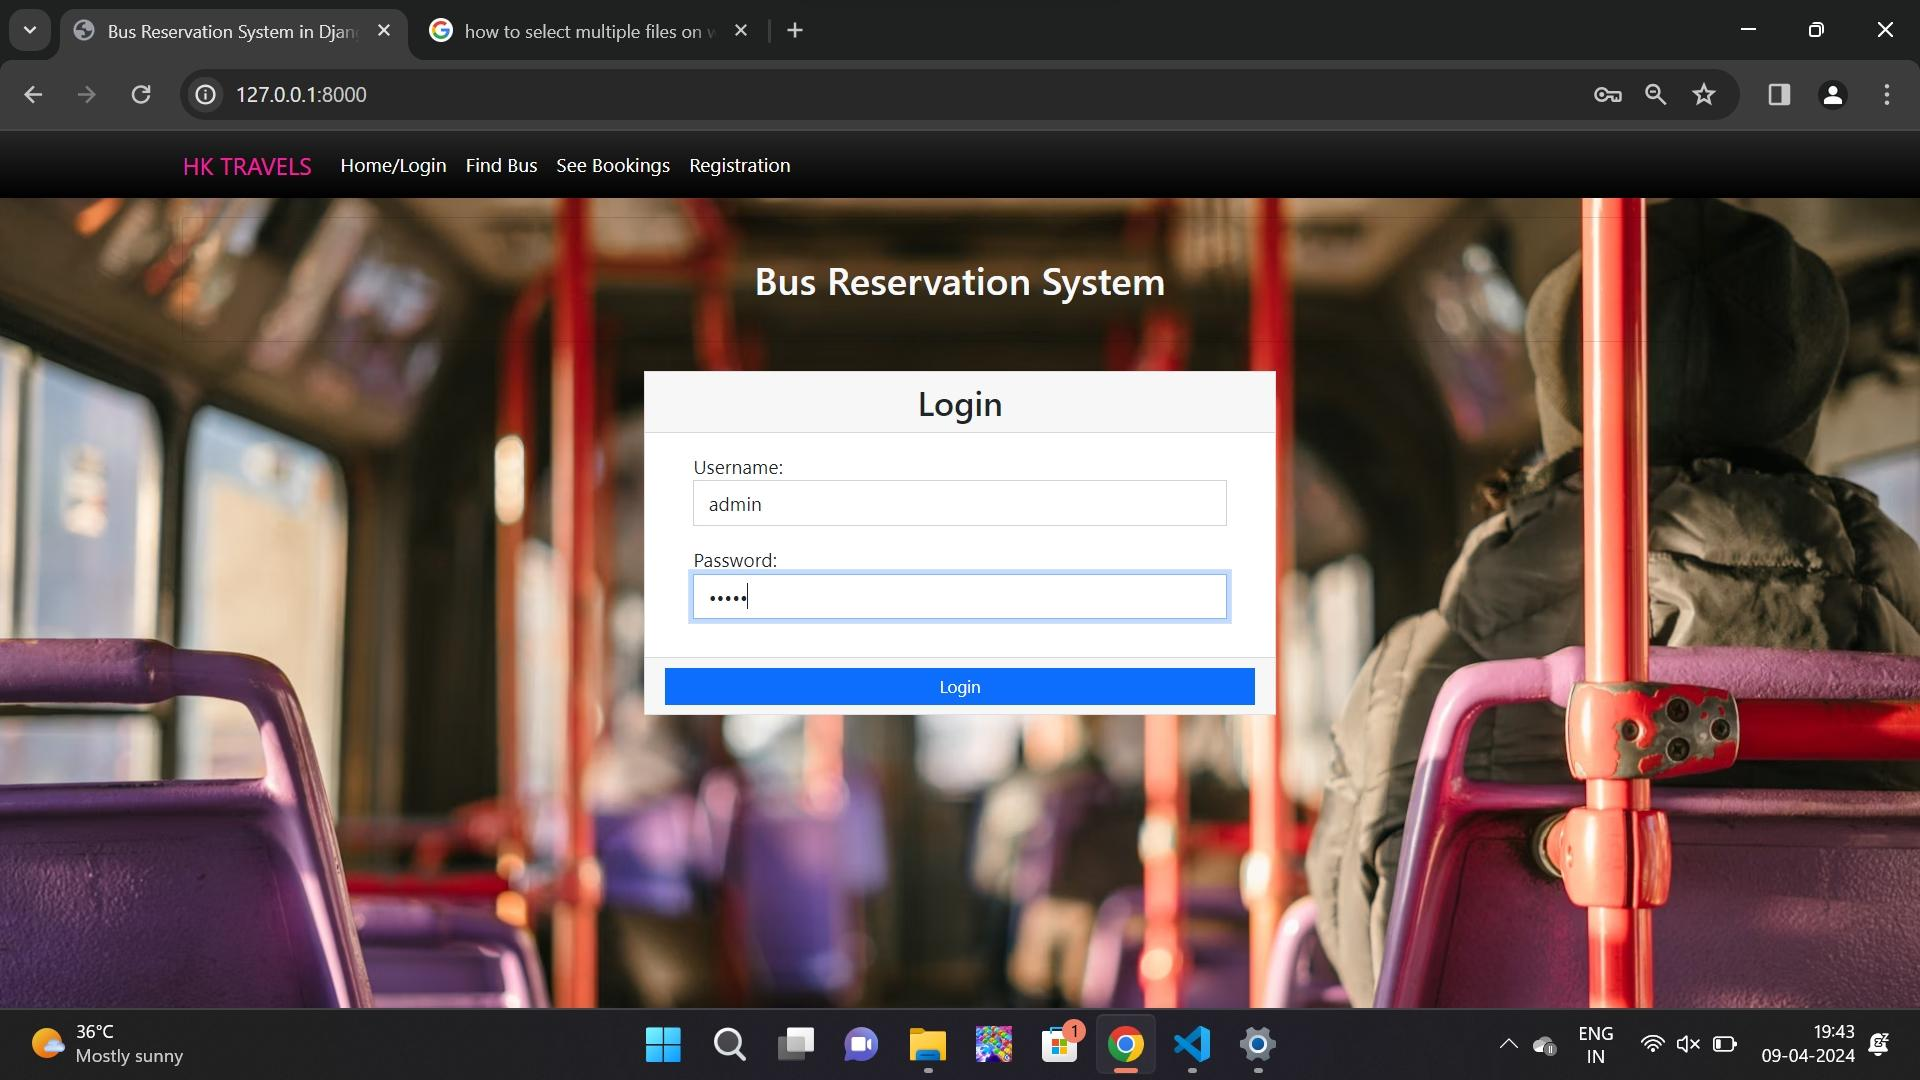 Bus Reservation System in Djan
how to select multiple files on w
127.0.0.1:8000
HK TRAVELS Home/Login Find Bus See Bookings Registration
Bus Reservation System
Login
Username:
admin
Password:
•••••
Login
36°C
Mostly sunny
1
ENG
IN
19:43
09-04-2024